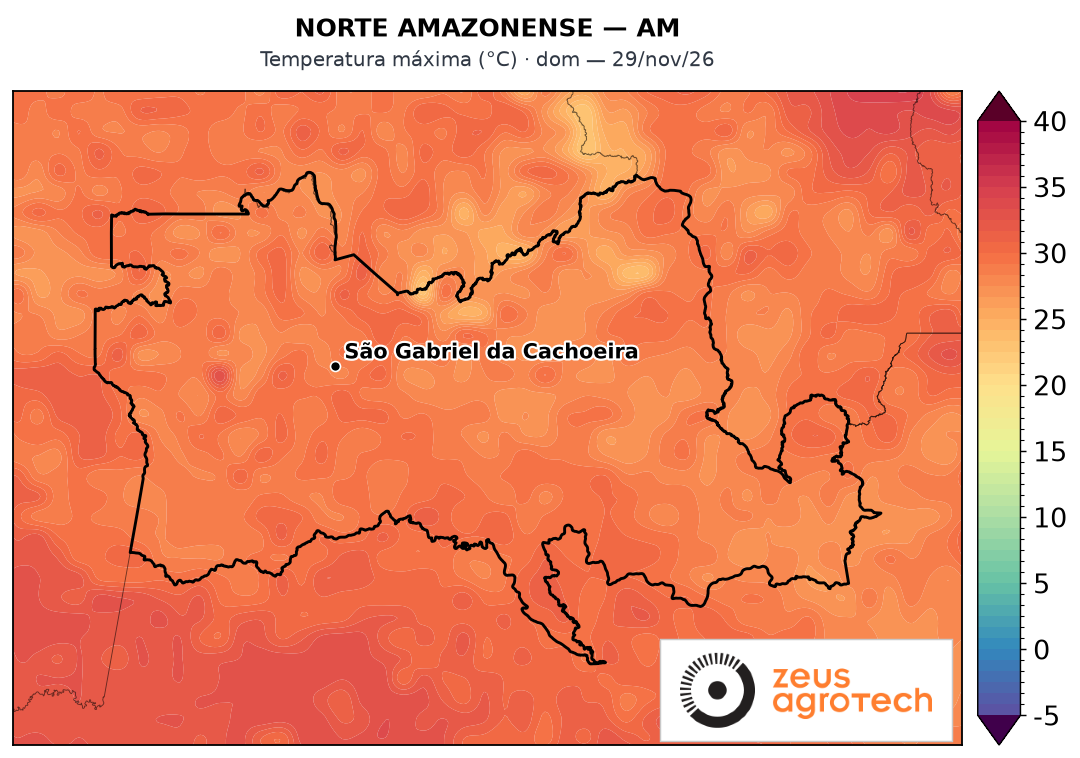 NORTE AMAZONENSE — AM
Temperatura máxima (°C) · dom — 29/nov/26
São Gabriel da Cachoeira
40
35
30
25
20
15
10
5
0
-5
zeus
agrotech